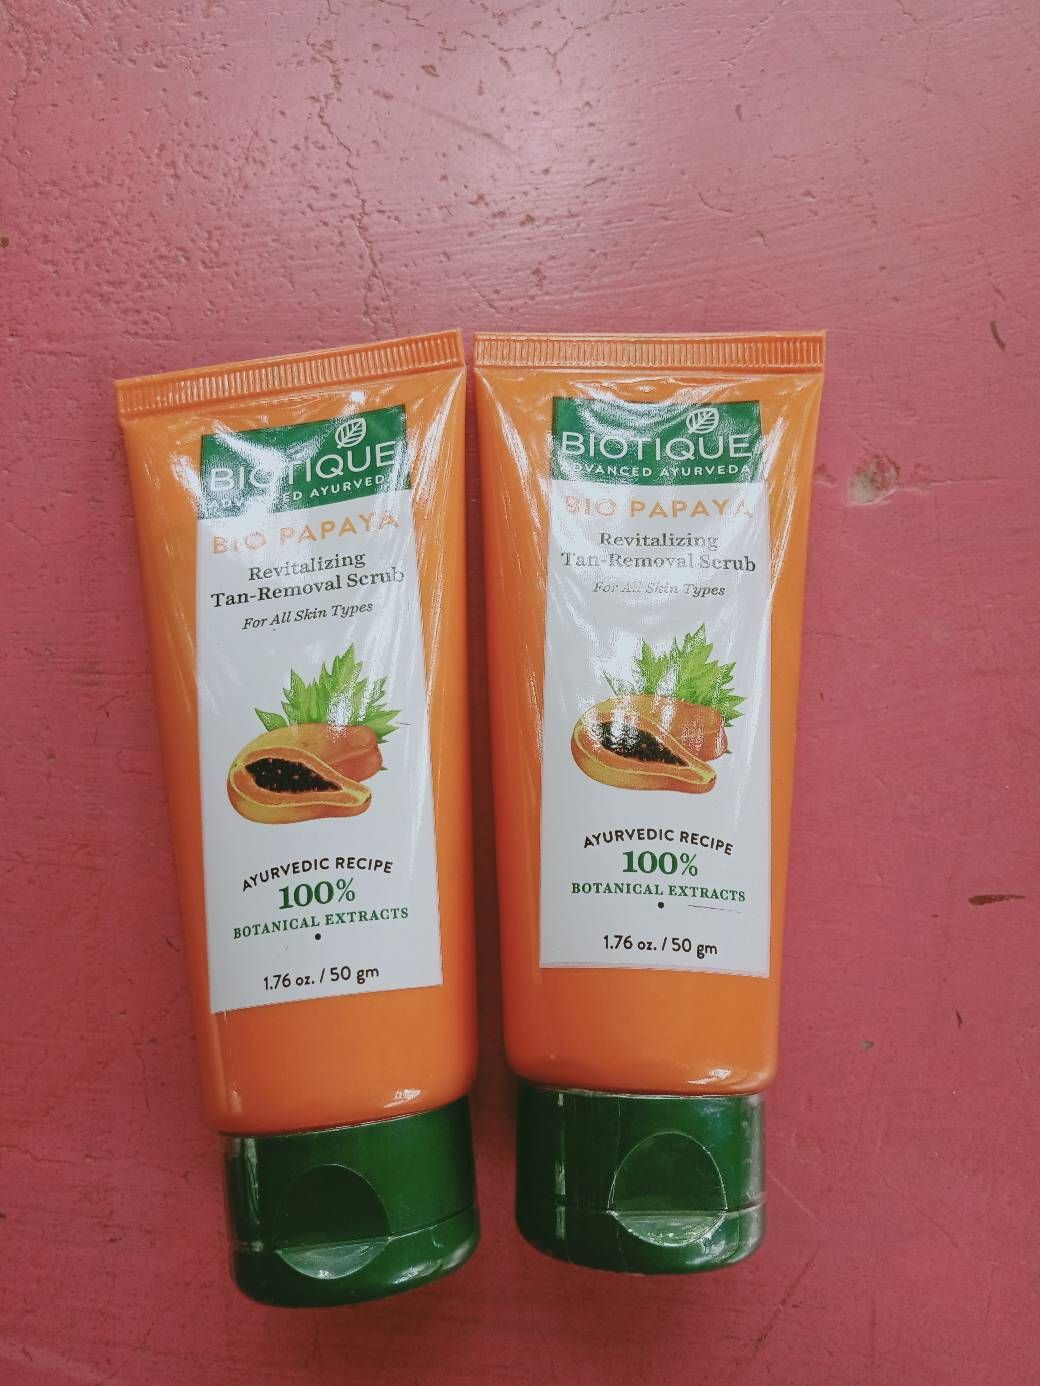 BIOTIQUE
ADVANCED AYURVEDA
BIO PAPAYA
Revitalizing
Tan-Removal Scrub
For All Skin Types
AYURVEDIC RECIPE
100%
BOTANICAL EXTRACTS
1.76 oz. / 50 gm
BIOTIQUE
ADVANCED AYURVEDA
BIO PAPAYA
Revitalizing
Tan-Removal Scrub
For All Skin Types
AYURVEDIC RECIPE
100%
BOTANICAL EXTRACTS
1.76 oz. / 50 gm